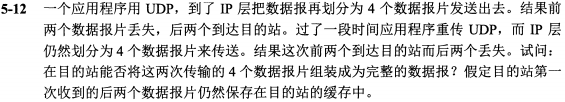 5-12 一个应用程序用 UDP，到了 IP 层把数据报再划分为 4 个数据报片发送出去。结果前
两个数据报片丢失，后两个到达目的站。过了一段时间应用程序重传 UDP，而 IP 层
仍然划分为 4 个数据报片来传送。结果这次前两个到达目的站而后两个丢失。试问：
在目的站能否将这两次传输的 4 个数据报片组装成为完整的数据报？假定目的站第一
次收到的后两个数据报片仍然保存在目的站的缓存中。